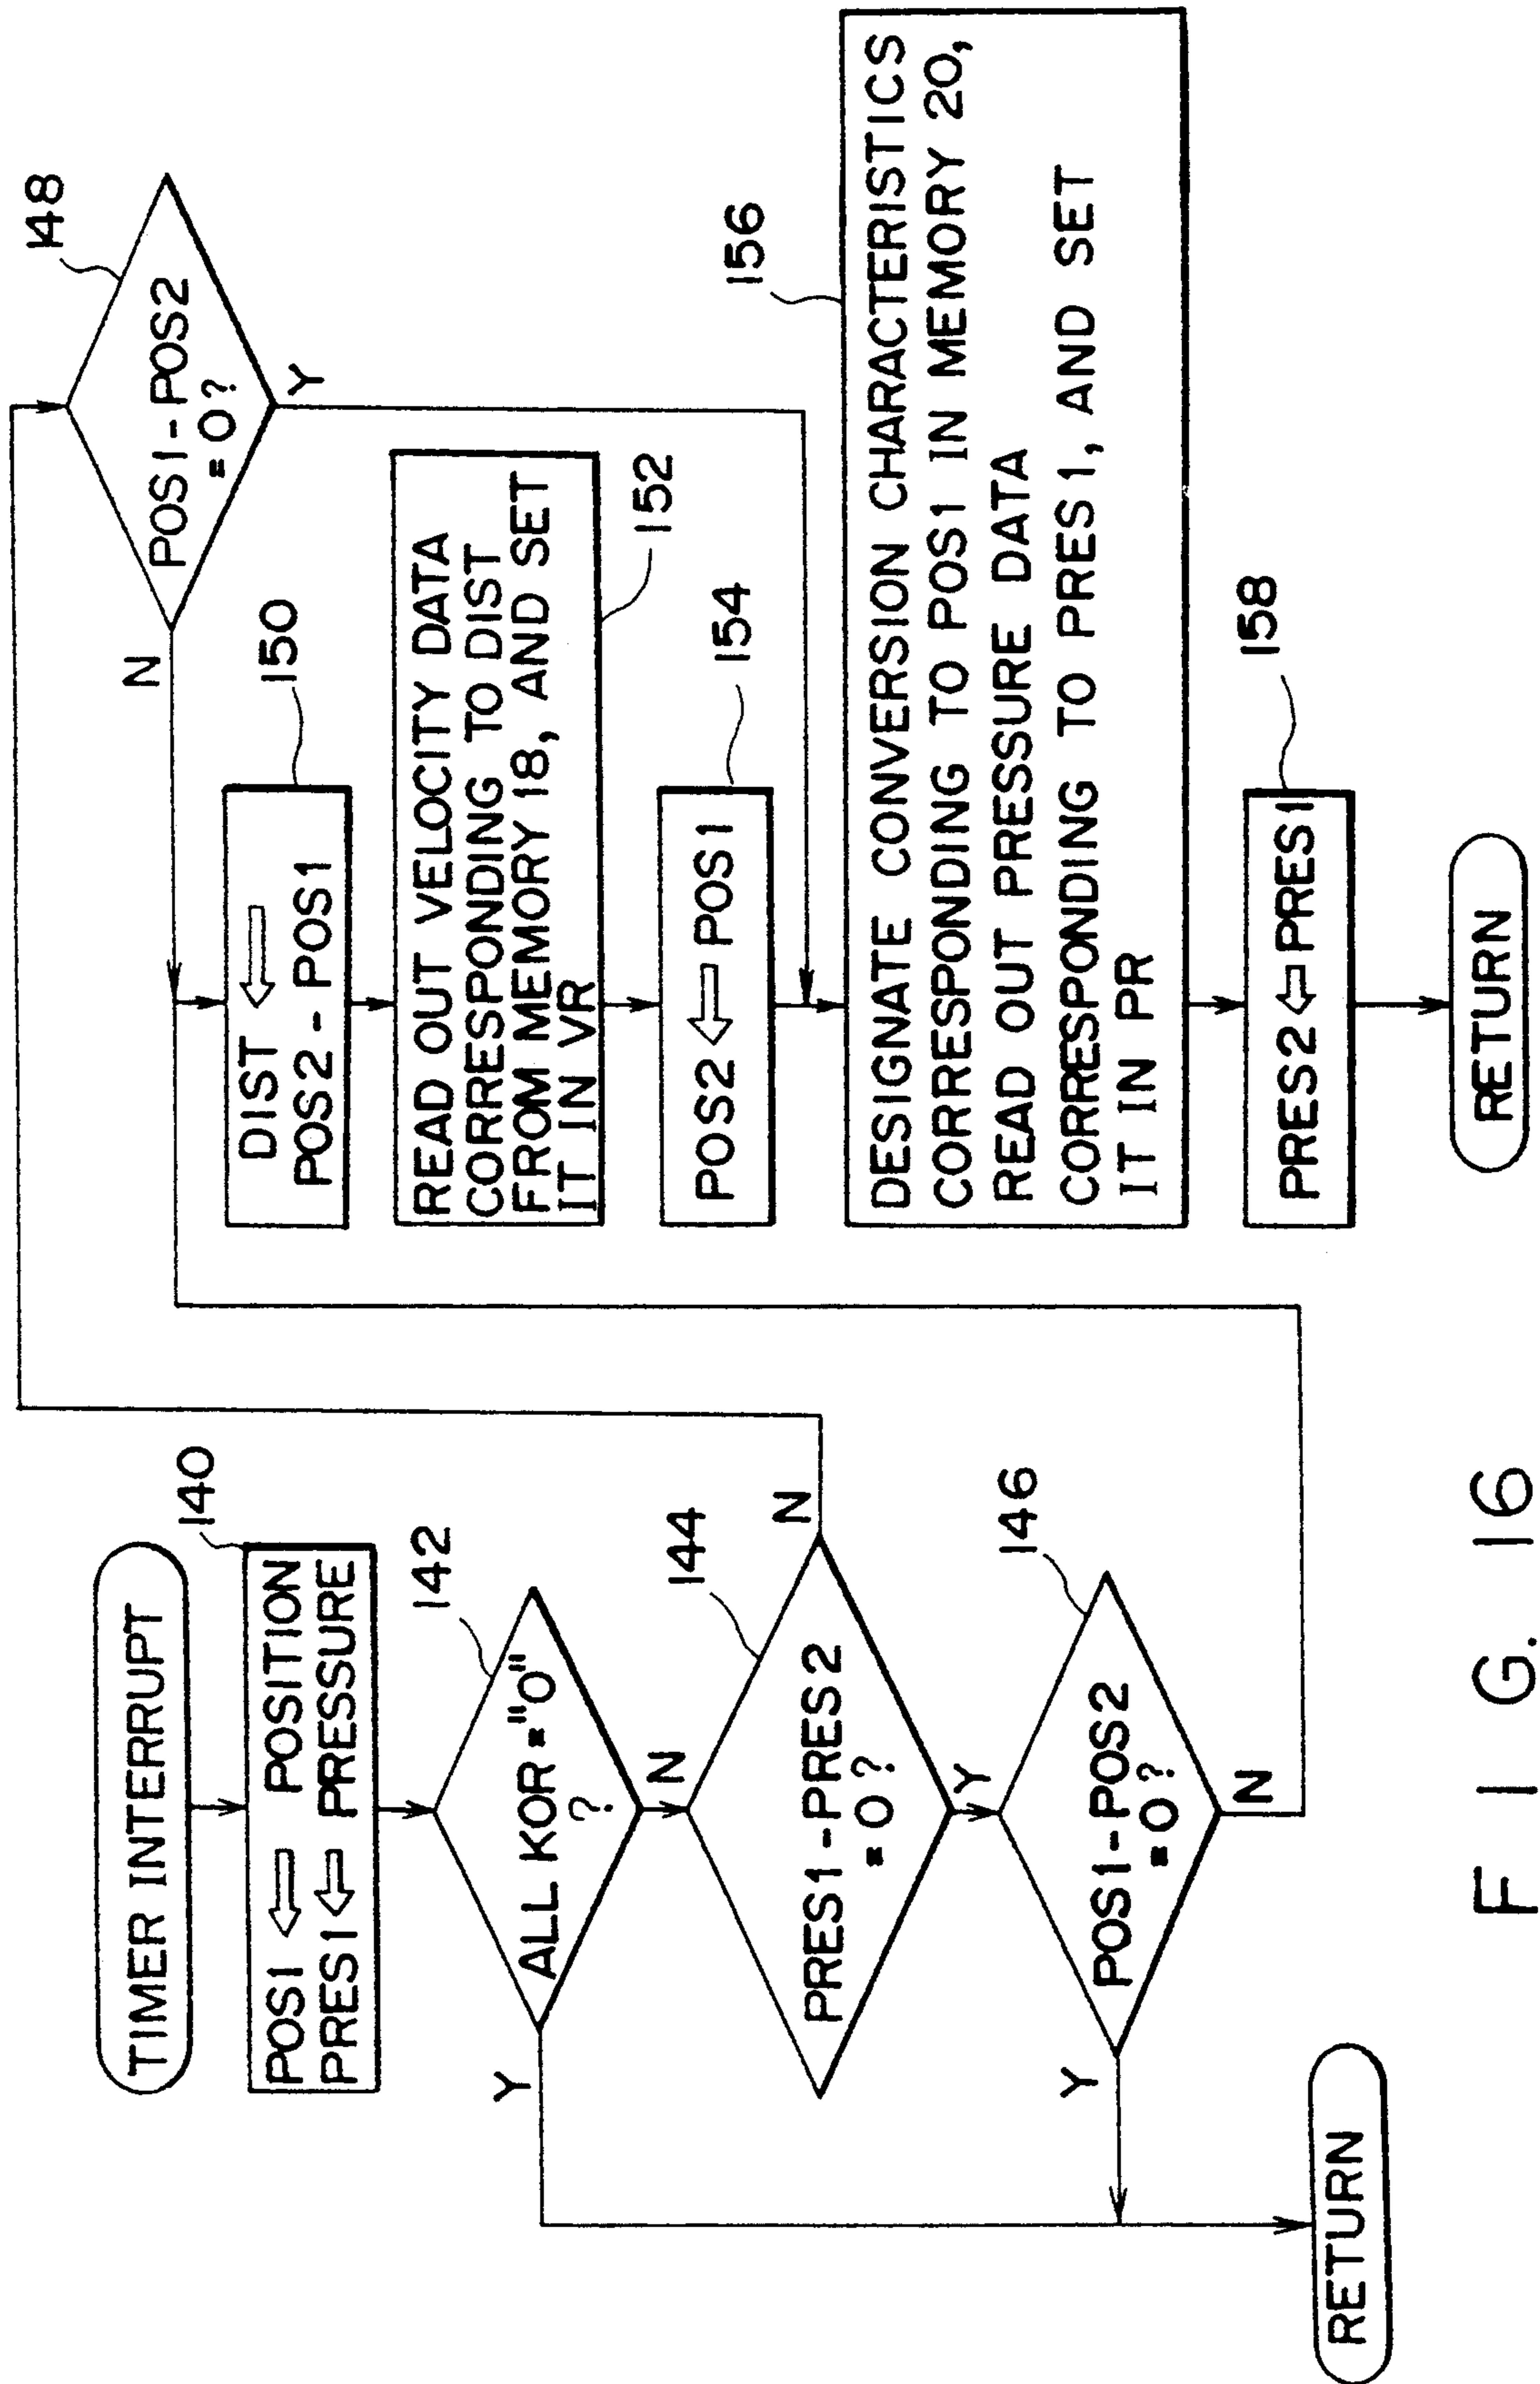 TIMER INTERRUPT
140
POS1 ⇐ POSITION
PRES1 ⇐ PRESSURE
142
ALL KOR = "0"
?
Y
N
144
PRES1-PRES2
= 0?
N
Y
146
POS1-POS2
= 0?
Y
N
RETURN
148
POS1-POS2
= 0?
N
Y
150
DIST ⇐
POS2-POS1
152
READ OUT VELOCITY DATA
CORRESPONDING TO DIST
FROM MEMORY 18, AND SET
IT IN VR
154
POS2 ⇐ POS1
156
DESIGNATE CONVERSION CHARACTERISTICS
CORRESPONDING TO POS1 IN MEMORY 20,
READ OUT PRESSURE DATA
CORRESPONDING TO PRES1, AND SET
IT IN PR
158
PRES2 ⇐ PRES1
RETURN
FIG. 16